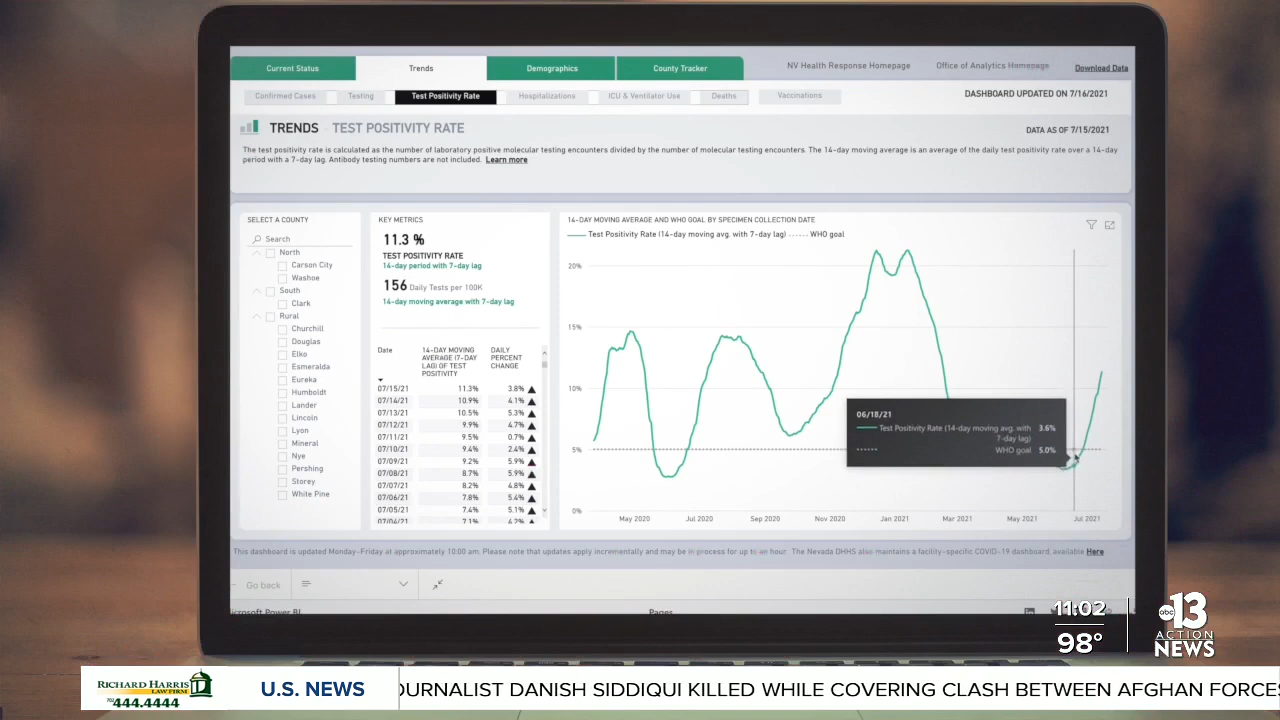 Current Status
Trends
Demographics
County Tracker
NV Health Response Homepage
Office of Analytics Homepage
Download Data
Confirmed Cases
Testing
Test Positivity Rate
Hospitalizations
ICU & Ventilator Use
Deaths
Vaccinations
DASHBOARD UPDATED ON 7/16/2021
TRENDS
TEST POSITIVITY RATE
DATA AS OF 7/15/2021
The test positivity rate is calculated as the number of laboratory positive molecular testing encounters divided by the number of molecular testing encounters. The 14-day moving average is an average of the daily test positivity rate over a 14-day
period with a 7-day lag. Antibody testing numbers are not included. Learn more
SELECT A COUNTY
Search
North
Carson City
Washoe
South
Clark
Rural
Churchill
Douglas
Elko
Esmeralda
Eureka
Humboldt
Lander
Lincoln
Lyon
Mineral
Nye
Pershing
Storey
White Pine
KEY METRICS
11.3 %
TEST POSITIVITY RATE
14-day period with 7-day lag
156 Daily Tests per 100K
14-day moving average with 7-day lag
Date
14-DAY MOVING
AVERAGE (7-DAY
LAG) OF TEST
POSITIVITY
DAILY
PERCENT
CHANGE
07/15/21 11.3% 3.8%
07/14/21 10.9% 4.1%
07/13/21 10.5% 5.3%
07/12/21 9.9% 4.7%
07/11/21 9.5% 0.7%
07/10/21 9.4% 2.4%
07/09/21 9.2% 5.9%
07/08/21 8.7% 5.9%
07/07/21 8.2% 4.8%
07/06/21 7.8% 5.4%
07/05/21 7.4% 5.1%
07/04/21 7.1% 4.2%
14-DAY MOVING AVERAGE AND WHO GOAL BY SPECIMEN COLLECTION DATE
Test Positivity Rate (14-day moving avg. with 7-day lag) WHO goal
20%
15%
10%
5%
0%
06/18/21
Test Positivity Rate (14-day moving avg. with 3.6%
7-day lag)
WHO goal 5.0%
May 2020
Jul 2020
Sep 2020
Nov 2020
Jan 2021
Mar 2021
May 2021
Jul 2021
This dashboard is updated Monday-Friday at approximately 10:00 am. Please note that updates apply incrementally and may be in process for up to an hour. The Nevada DHHS also maintains a facility-specific COVID-19 dashboard, available Here
Go back
icrosoft Power BI
Pages
11:02
98°
abc
13
ACTION
NEWS
RICHARD HARRIS
LAW FIRM
444.4444
U.S. NEWS
OURNALIST DANISH SIDDIQUI KILLED WHILE COVERING CLASH BETWEEN AFGHAN FORCES